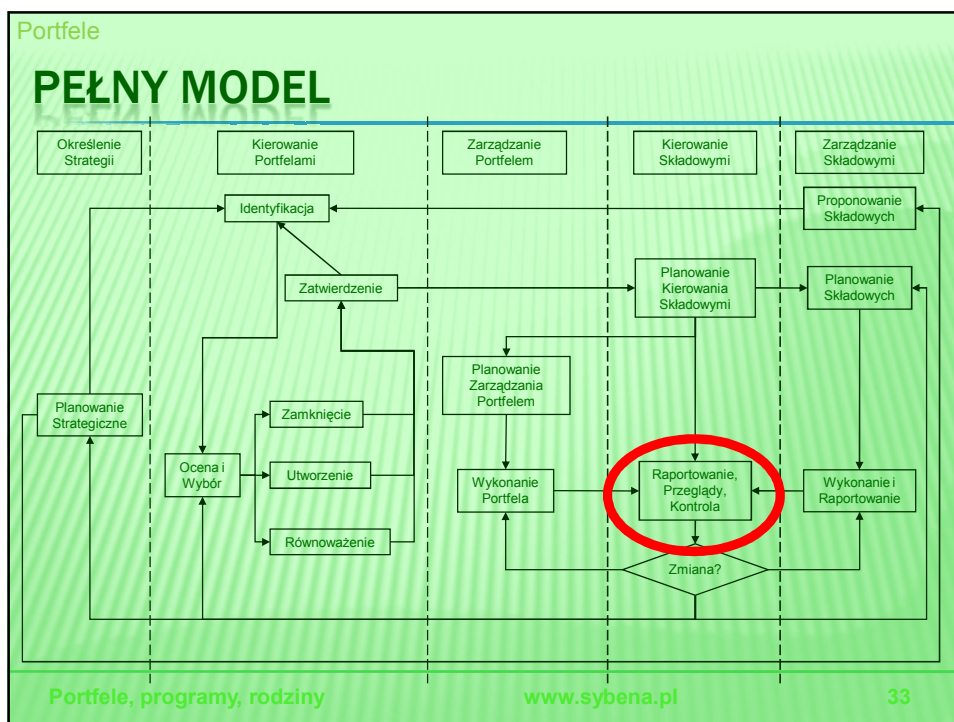 Portfele
PEŁNY MODEL
Określenie
Strategii
Kierowanie
Portfelami
Zarządzanie
Portfelem
Kierowanie
Składowymi
Zarządzanie
Składowymi
Identyfikacja
Proponowanie
Składowych
Zatwierdzenie
Planowanie
Kierowania
Składowymi
Planowanie
Składowych
Planowanie
Zarządzania
Portfelem
Planowanie
Strategiczne
Zamknięcie
Ocena i
Wybór
Utworzenie
Wykonanie
Portfela
Raportowanie,
Przeglądy,
Kontrola
Wykonanie i
Raportowanie
Równoważenie
Zmiana?
Portfele, programy, rodziny
www.sybena.pl
33